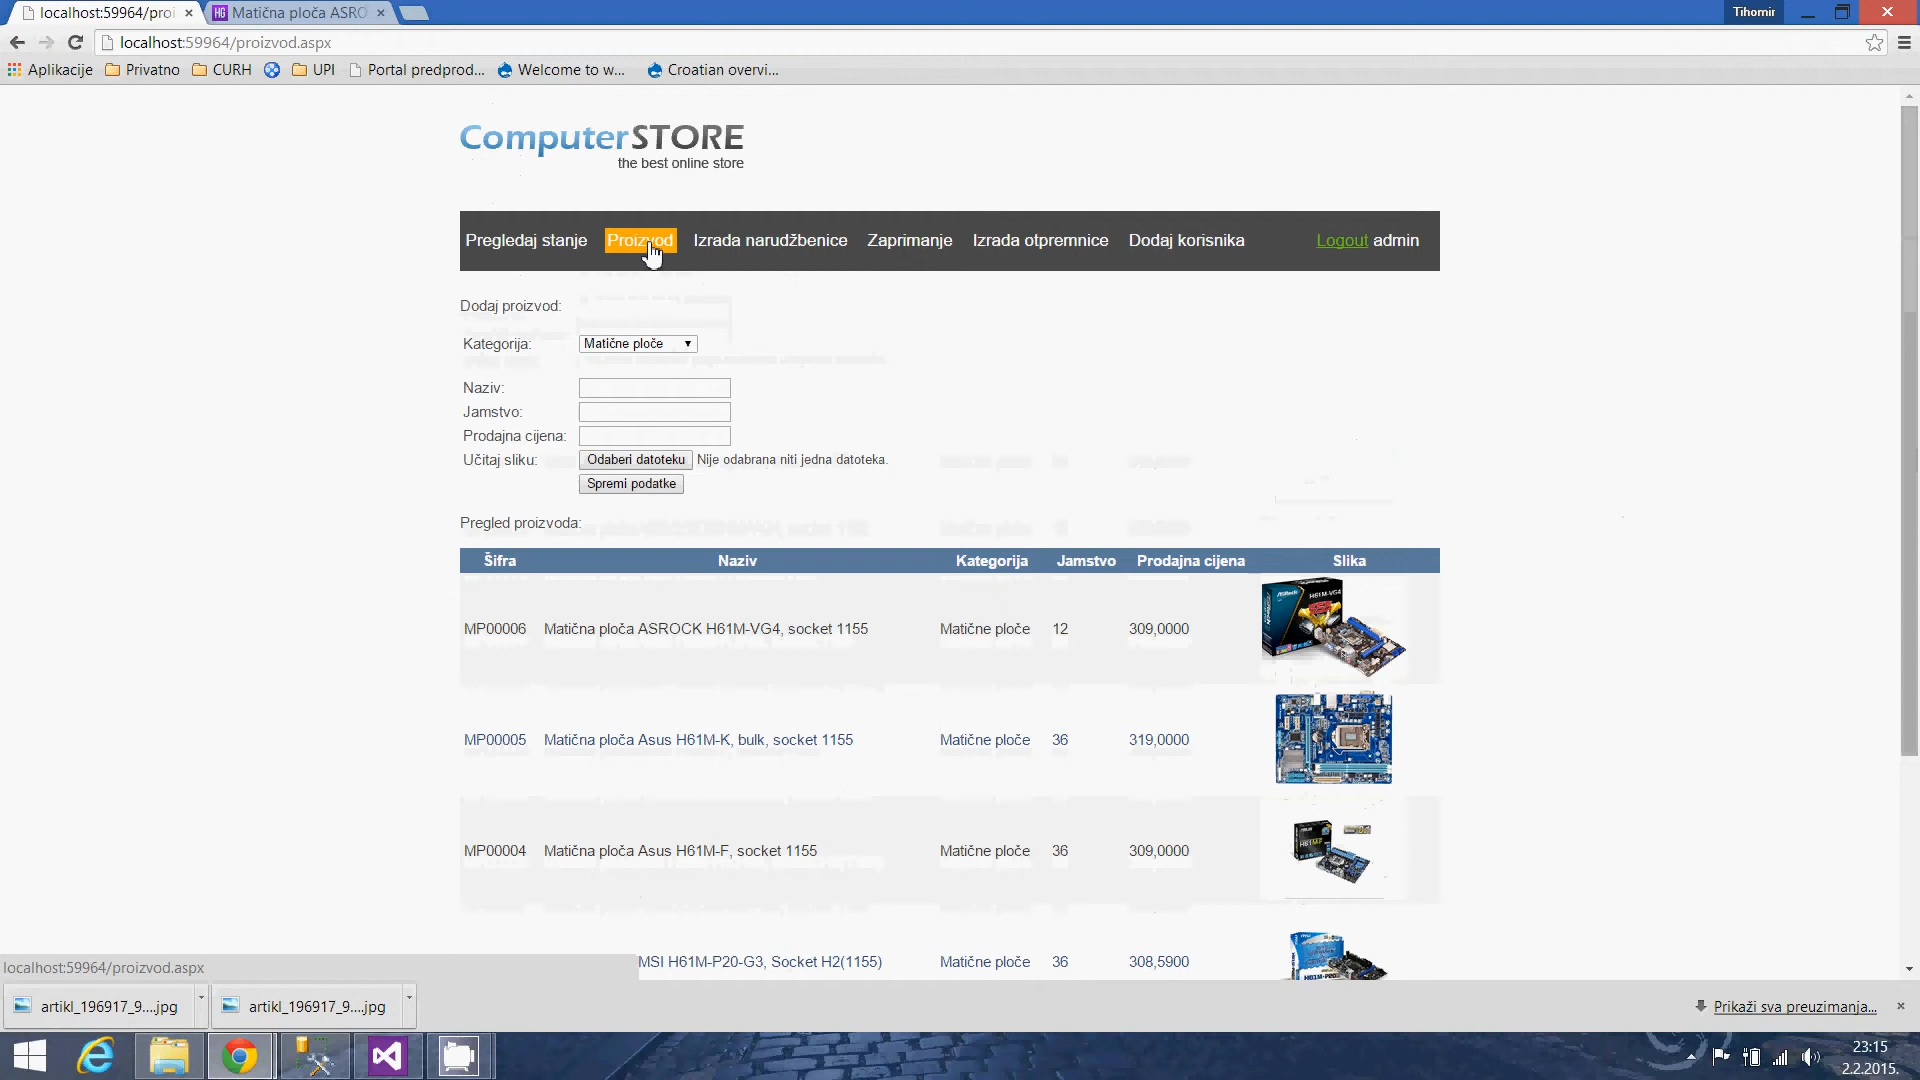 localhost:59964/proi
Matična ploča ASRO
Tihomir
localhost:59964/proizvod.aspx
Aplikacije Privatno CURH UPI Portal predprod... Welcome to w... Croatian overvi...
ComputerSTORE
the best online store
Pregledaj stanje Proizvod Izrada narudžbenice Zaprimanje Izrada otpremnice Dodaj korisnika Logout admin
Dodaj proizvod:
Kategorija: Matične ploče
Naziv:
Jamstvo:
Prodajna cijena:
Učitaj sliku: Odaberi datoteku Nije odabrana niti jedna datoteka.
Spremi podatke
Pregled proizvoda:
Šifra Naziv Kategorija Jamstvo Prodajna cijena Slika
MP00006 Matična ploča ASROCK H61M-VG4, socket 1155 Matične ploče 12 309,0000
MP00005 Matična ploča Asus H61M-K, bulk, socket 1155 Matične ploče 36 319,0000
MP00004 Matična ploča Asus H61M-F, socket 1155 Matične ploče 36 309,0000
MSI H61M-P20-G3, Socket H2(1155) Matične ploče 36 308,5900
localhost:59964/proizvod.aspx
artikl_196917_9....jpg artikl_196917_9....jpg Prikaži sva preuzimanja...
23:15
2.2.2015.